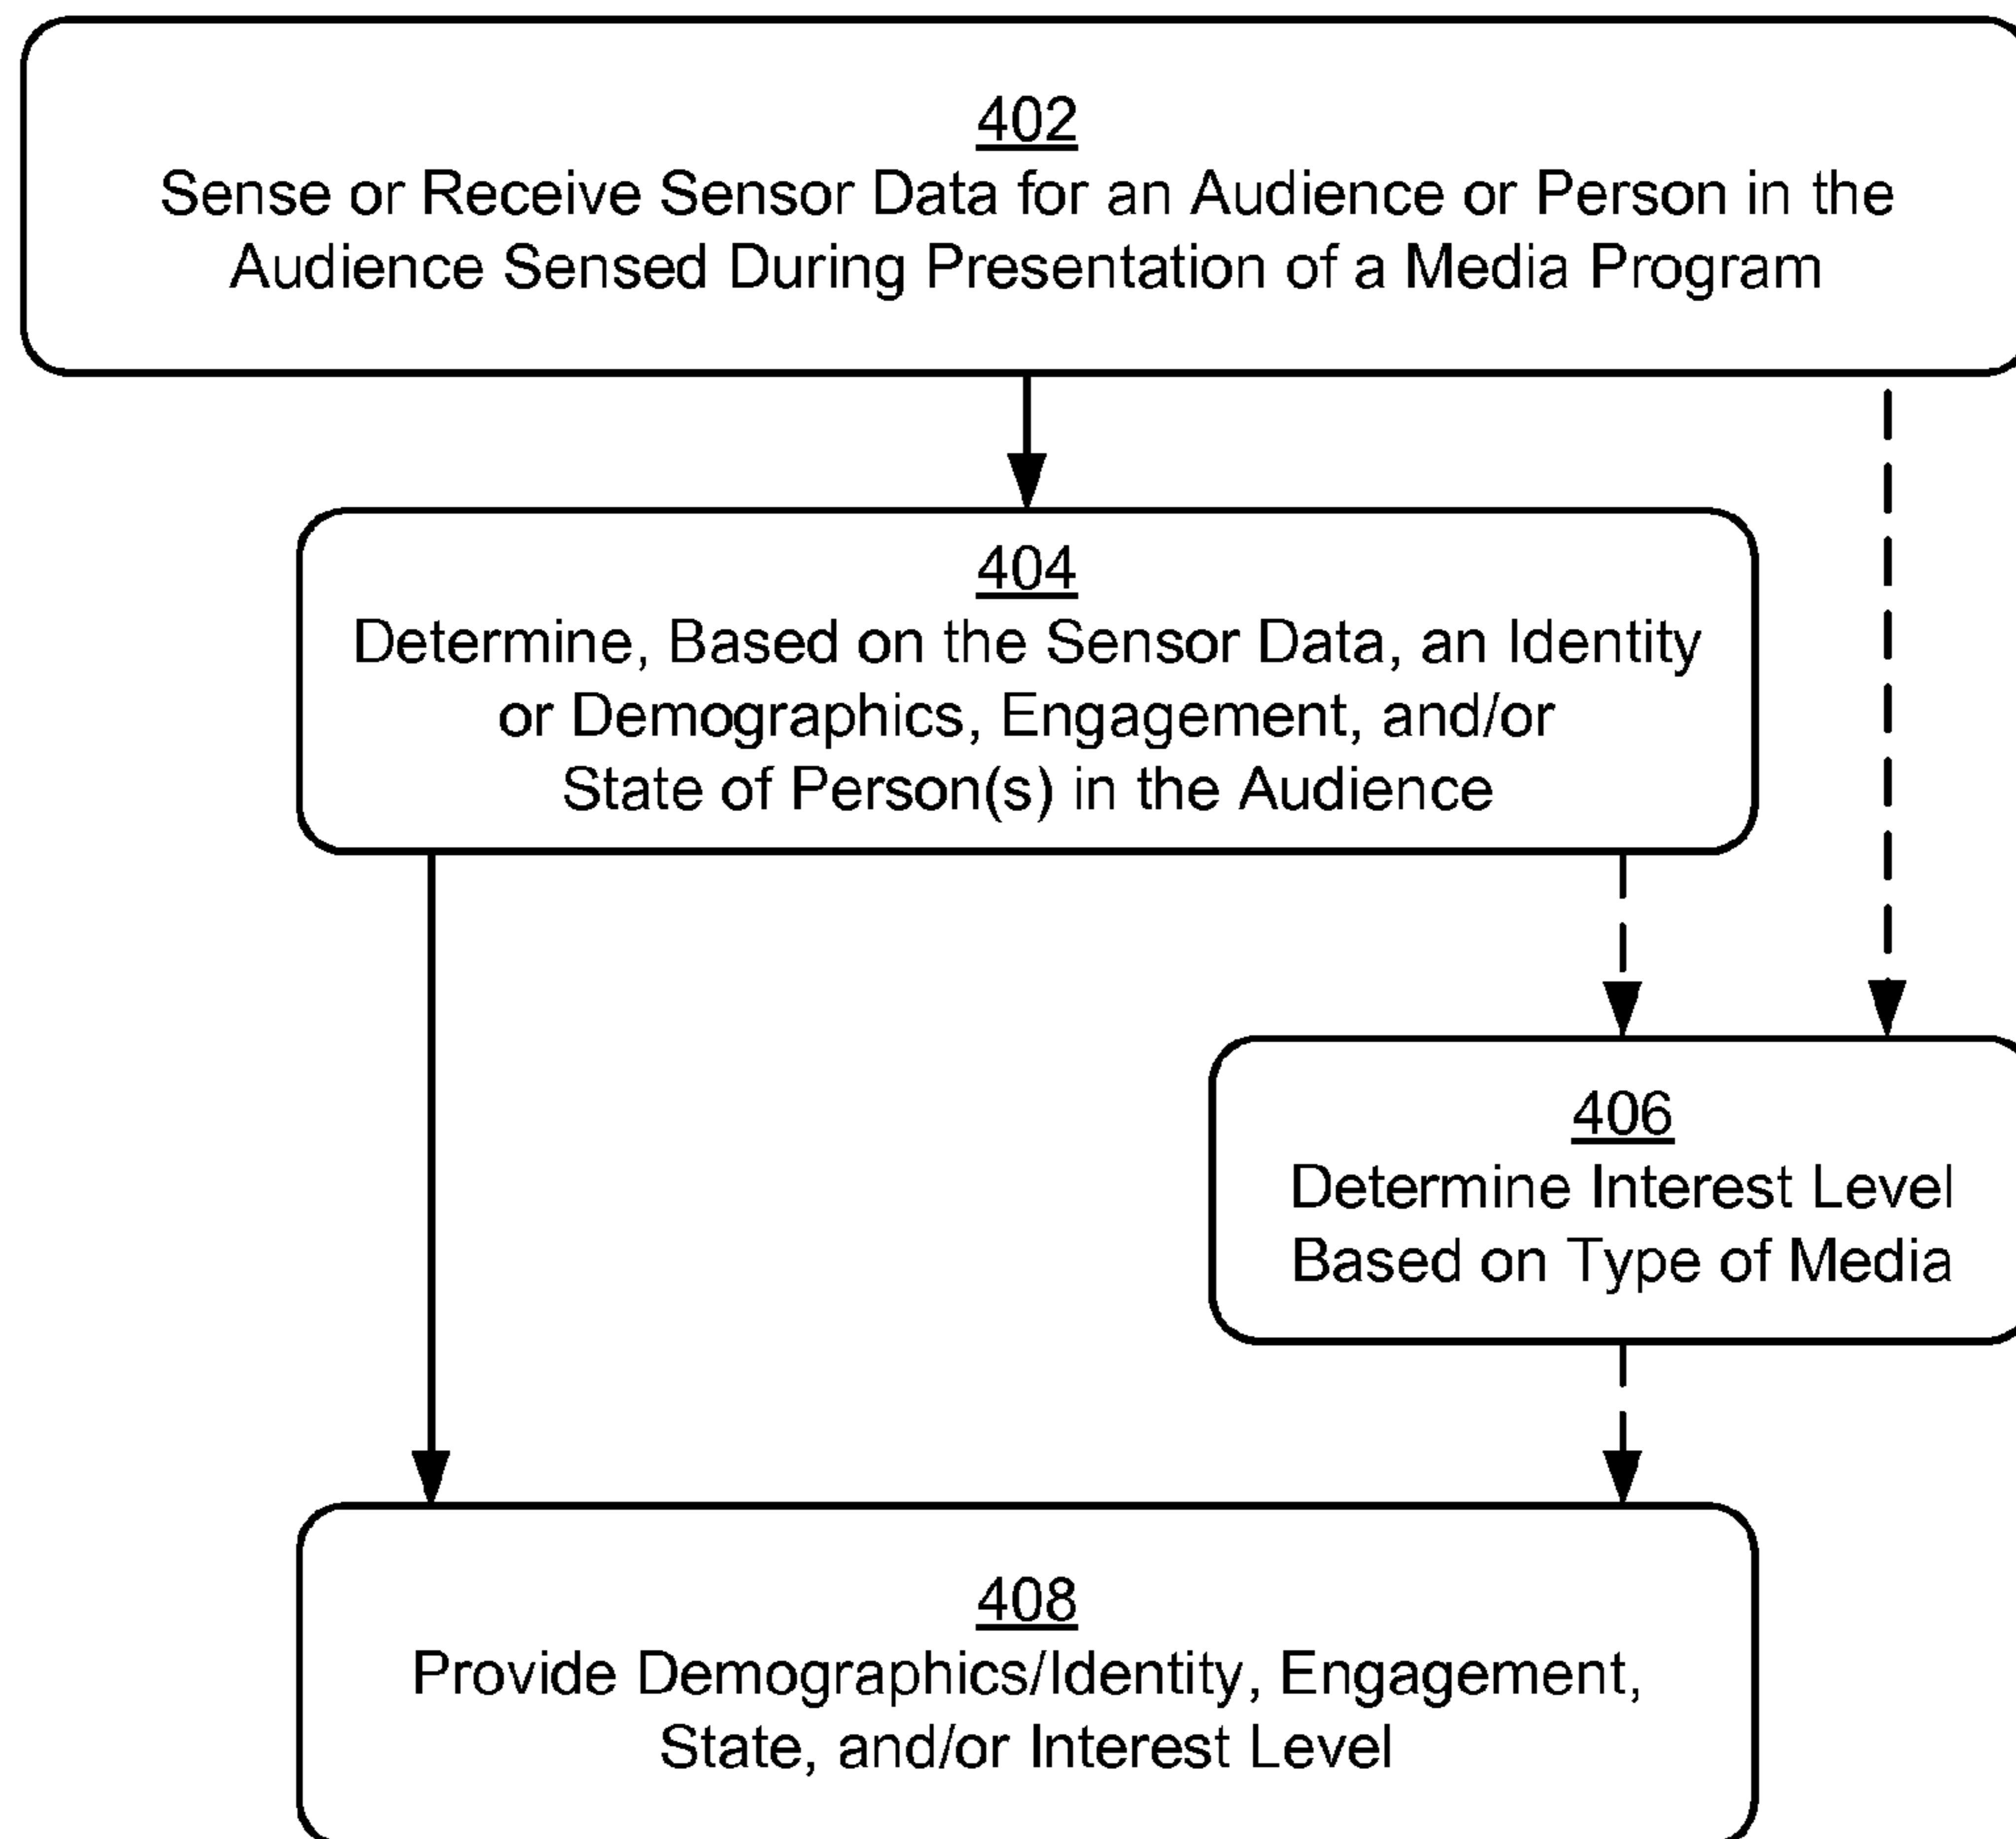 402
Sense or Receive Sensor Data for an Audience or Person in the
Audience Sensed During Presentation of a Media Program
404
Determine, Based on the Sensor Data, an Identity
or Demographics, Engagement, and/or
State of Person(s) in the Audience
406
Determine Interest Level
Based on Type of Media
408
Provide Demographics/Identity, Engagement,
State, and/or Interest Level